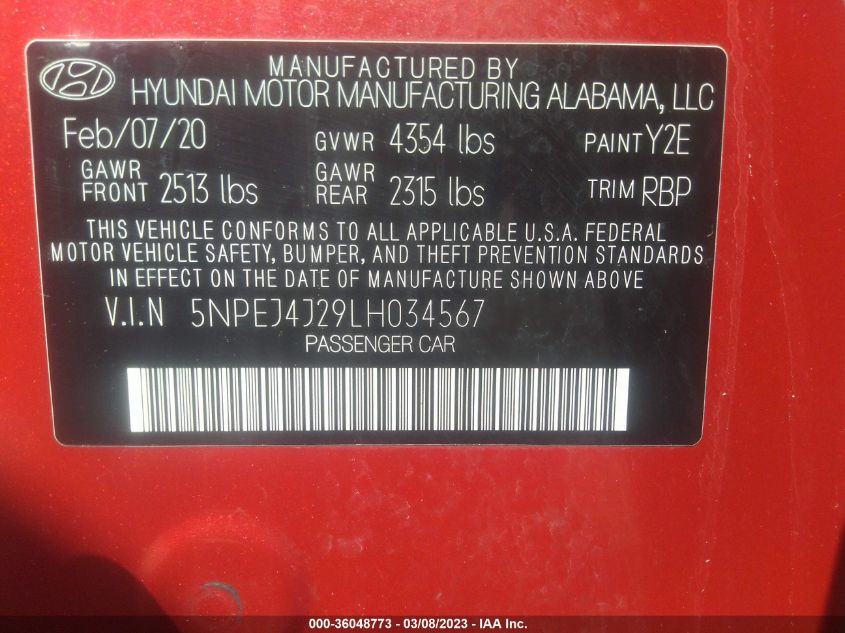 MANUFACTURED BY
HYUNDAI MOTOR MANUFACTURING ALABAMA, LLC
Feb/07/20 GVWR 4354 lbs PAINT Y2E
GAWR FRONT 2513 lbs GAWR REAR 2315 lbs TRIM RBP
THIS VEHICLE CONFORMS TO ALL APPLICABLE U.S.A. FEDERAL
MOTOR VEHICLE SAFETY, BUMPER, AND THEFT PREVENTION STANDARDS
IN EFFECT ON THE DATE OF MANUFACTURE SHOWN ABOVE
V.I.N 5NPEJ4J29LH034567
PASSENGER CAR
000-36048773 - 03/08/2023 - IAA Inc.